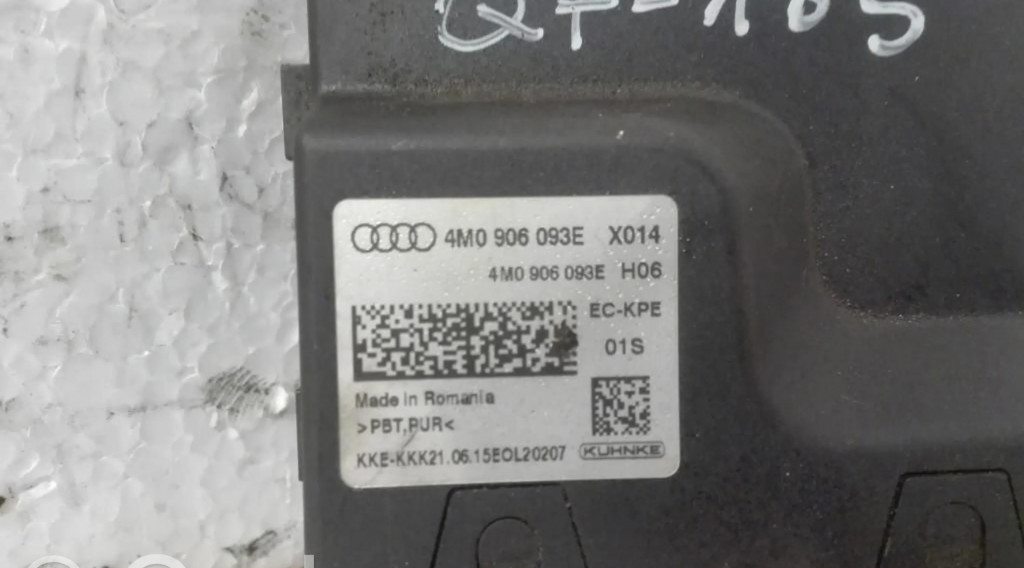 4M0 906 093E X014
4M0 906 093E H06
EC-KPE
01S
Made in Romania
>PBT,PUR<
KKE-KKK21.06.15EOL20207 KUHNKE